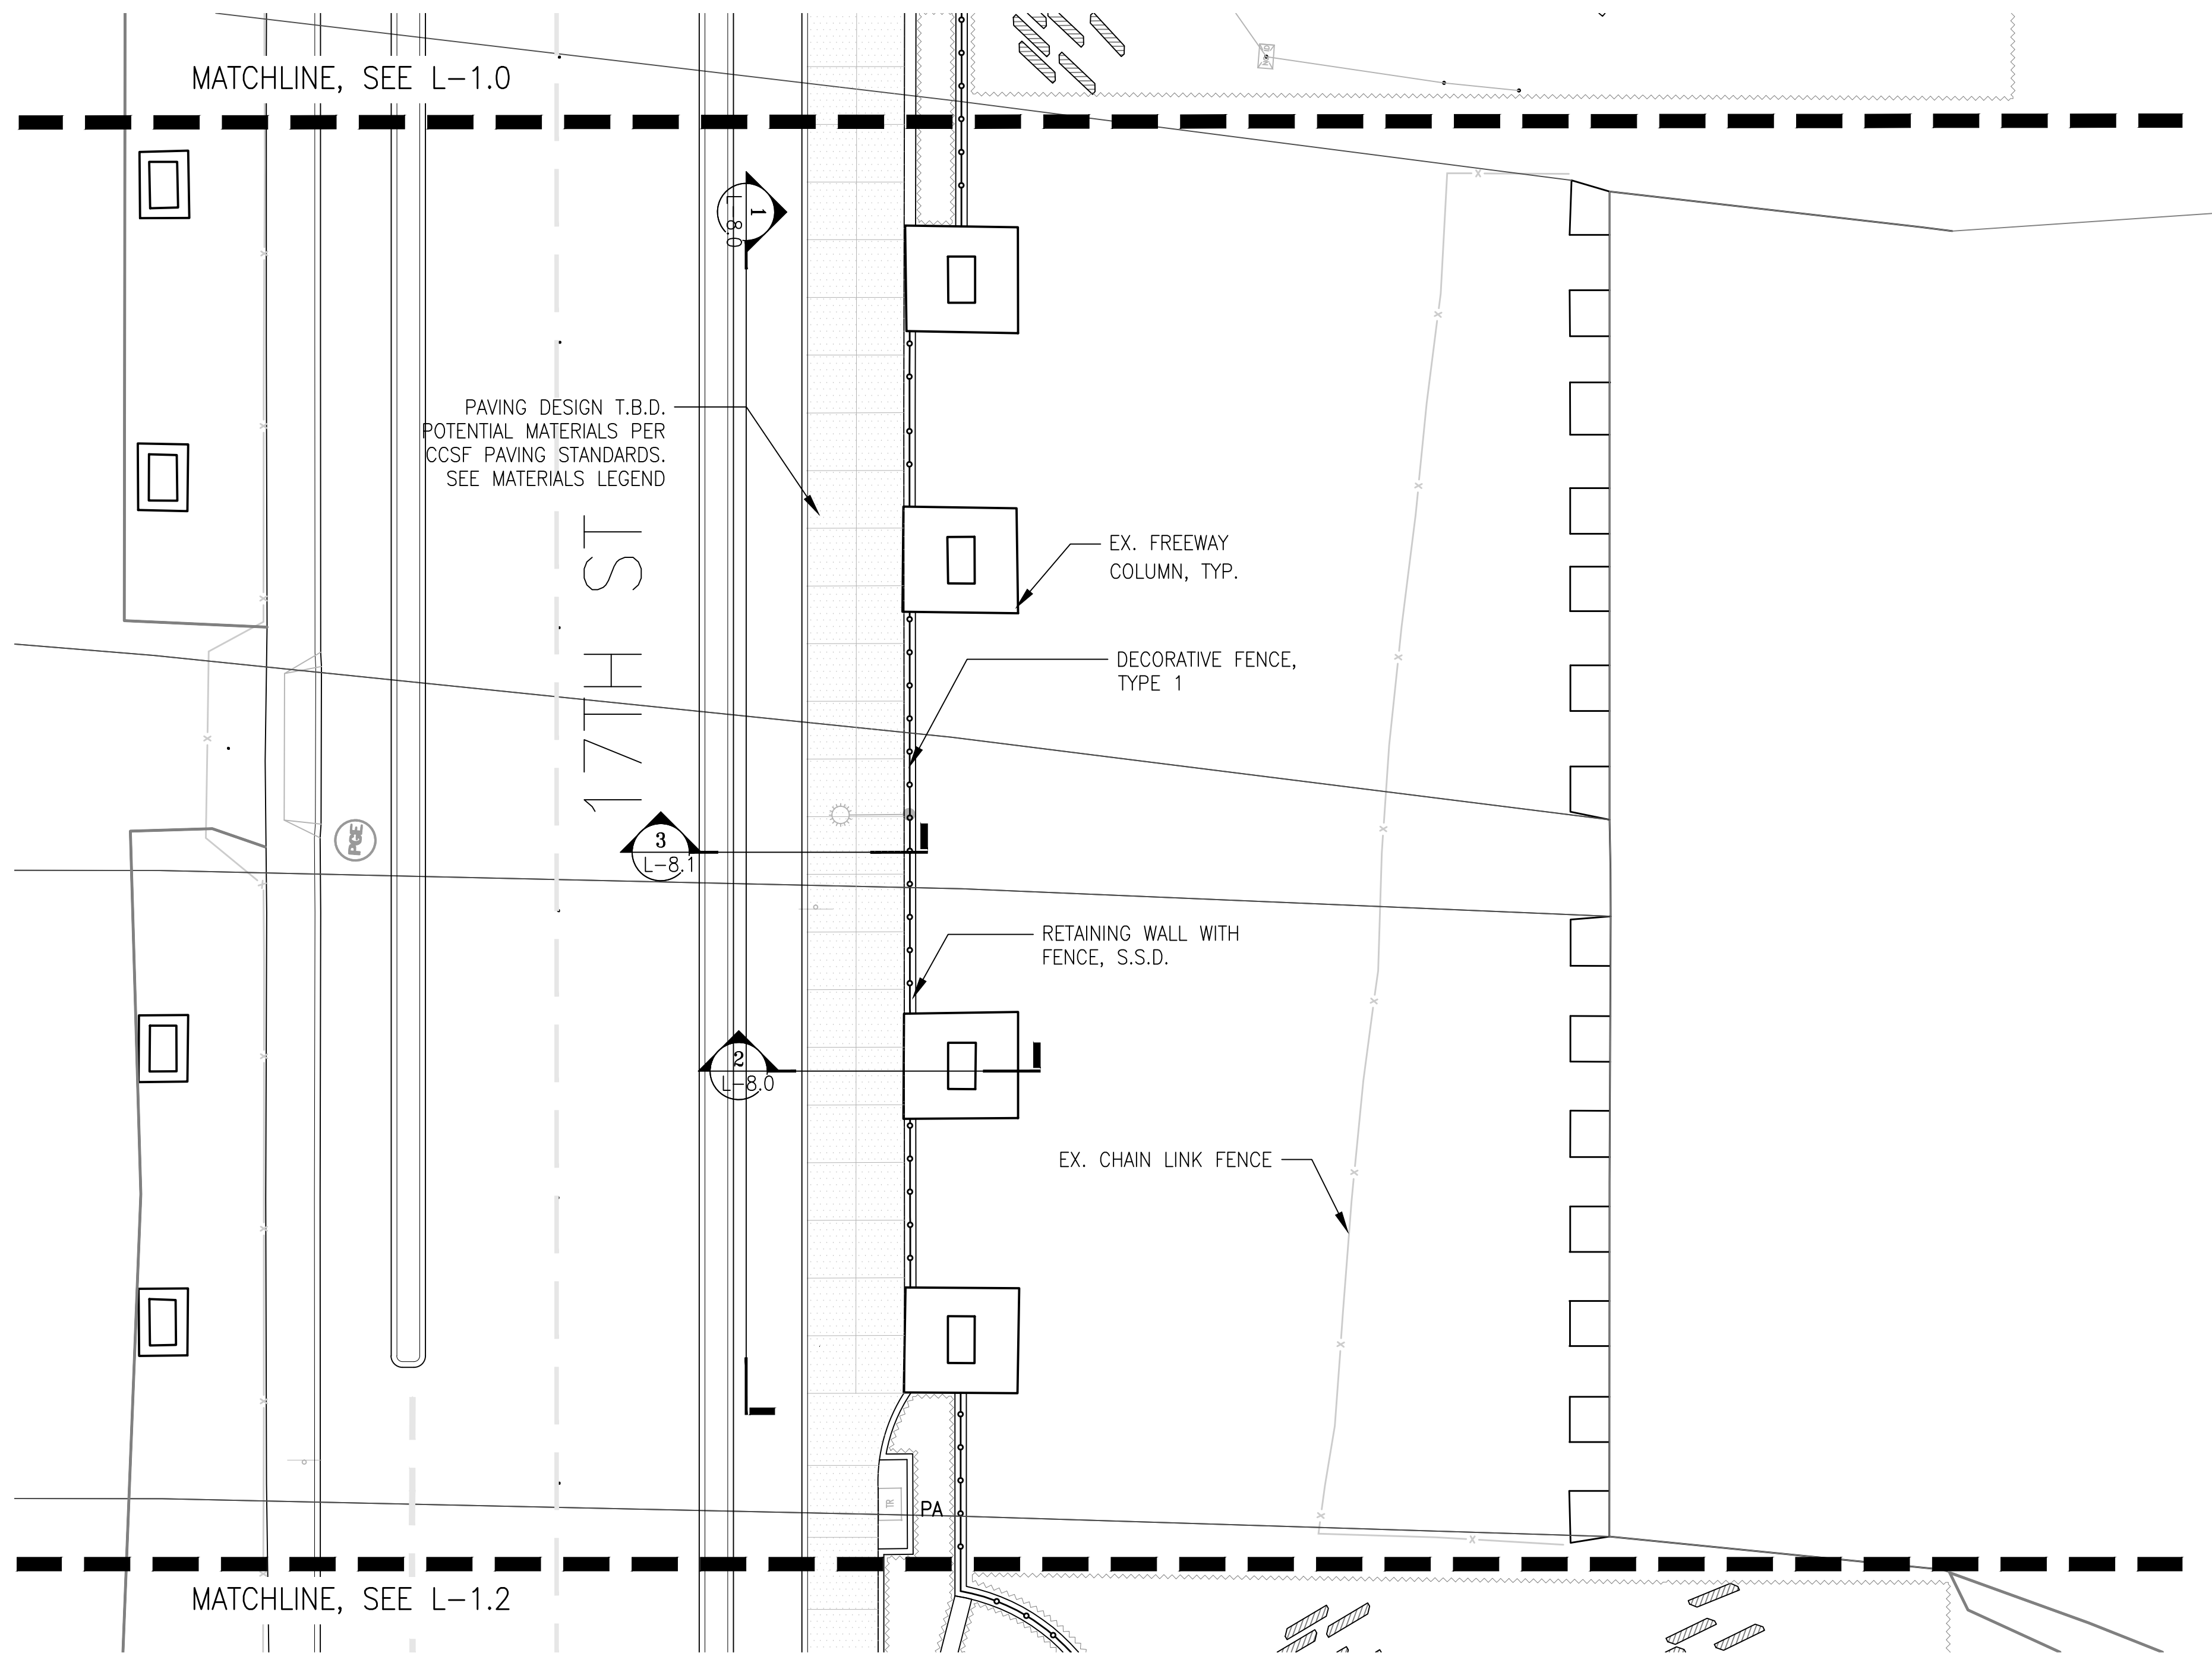 MATCHLINE, SEE L-1.0
1
L-8.0
PAVING DESIGN T.B.D.
POTENTIAL MATERIALS PER
CCSF PAVING STANDARDS.
SEE MATERIALS LEGEND
17TH ST
EX. FREEWAY
COLUMN, TYP.
DECORATIVE FENCE,
TYPE 1
PGE
3
L-8.1
RETAINING WALL WITH
FENCE, S.S.D.
2
L-8.0
EX. CHAIN LINK FENCE
TR
PA
MATCHLINE, SEE L-1.2